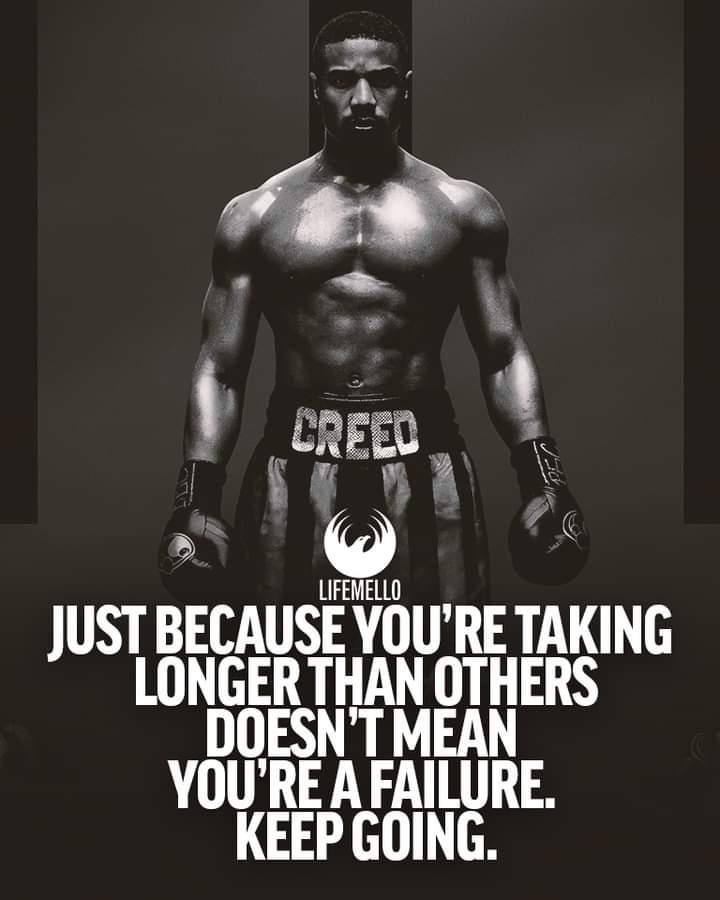 CREED
LIFEMELLO
JUST BECAUSE YOU'RE TAKING
LONGER THAN OTHERS
DOESN'T MEAN
YOU'RE A FAILURE.
KEEP GOING.